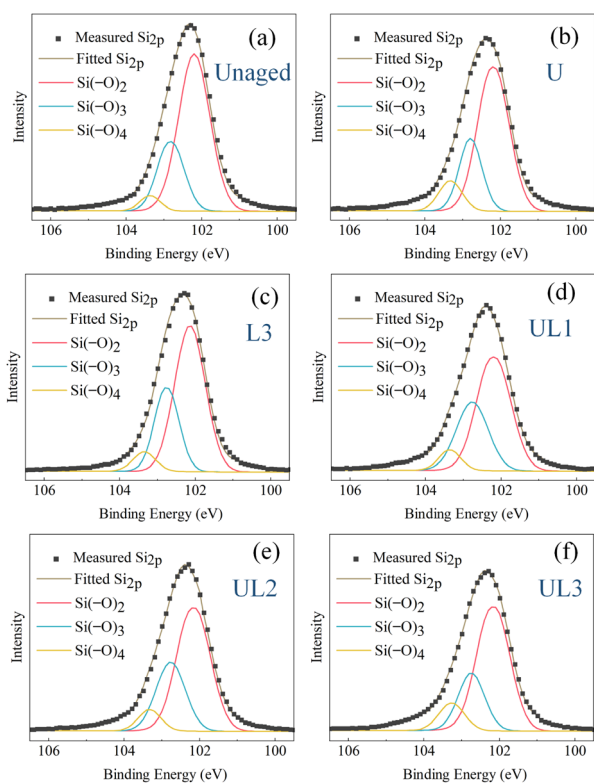 Measured Si2p
Fitted Si2p
Si(−O)2
Si(−O)3
Si(−O)4
(a)
Unaged
Intensity
106 104 102 100
Binding Energy (eV)
Measured Si2p
Fitted Si2p
Si(−O)2
Si(−O)3
Si(−O)4
(b)
U
Intensity
106 104 102 100
Binding Energy (eV)
Measured Si2p
Fitted Si2p
Si(−O)2
Si(−O)3
Si(−O)4
(c)
L3
Intensity
106 104 102 100
Binding Energy (eV)
Measured Si2p
Fitted Si2p
Si(−O)2
Si(−O)3
Si(−O)4
(d)
UL1
Intensity
106 104 102 100
Binding Energy (eV)
Measured Si2p
Fitted Si2p
Si(−O)2
Si(−O)3
Si(−O)4
(e)
UL2
Intensity
106 104 102 100
Binding Energy (eV)
Measured Si2p
Fitted Si2p
Si(−O)2
Si(−O)3
Si(−O)4
(f)
UL3
Intensity
106 104 102 100
Binding Energy (eV)